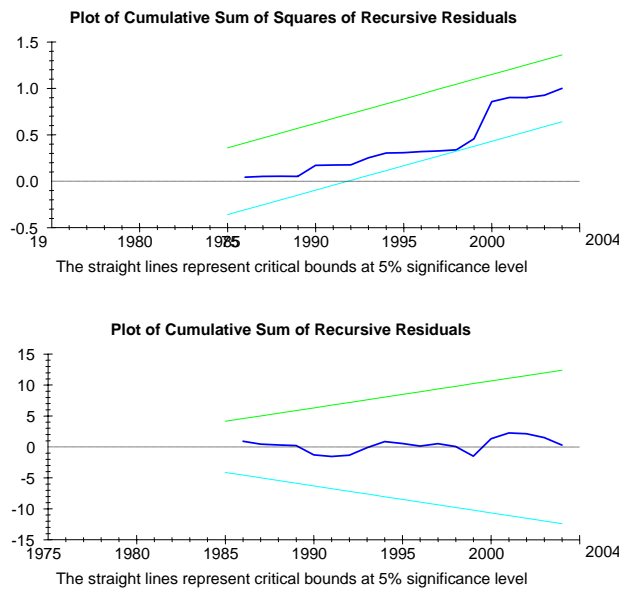 Plot of Cumulative Sum of Squares of Recursive Residuals
1.5
1.0
0.5
0.0
-0.5
19 1980 1985 75 1990 1995 2000 2004
The straight lines represent critical bounds at 5% significance level
Plot of Cumulative Sum of Recursive Residuals
15
10
5
0
-5
-10
-15
1975 1980 1985 1990 1995 2000 2004
The straight lines represent critical bounds at 5% significance level